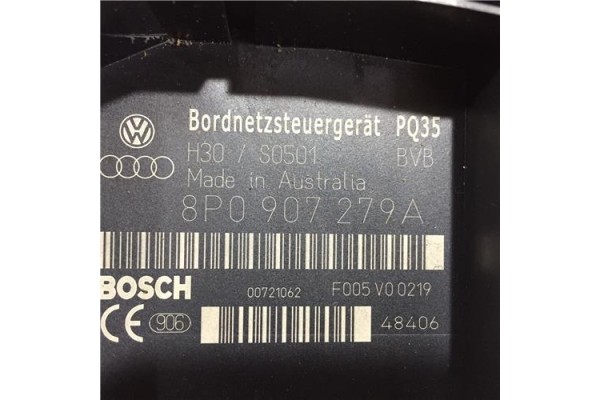 Bordnetzsteuergerät PQ35
H30 / S0501 BVB
Made in Australia
8P0 907 279A
BOSCH 00721062 F005 V0 0219
CE 906 48406